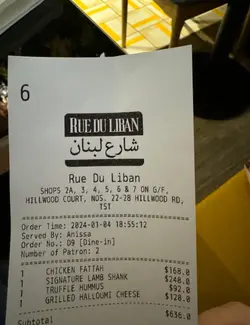 6
RUE DU LIBAN
شارع لبنان
Rue Du Liban
SHOPS 2A, 3, 4, 5, 6 & 7 ON G/F,
HILLWOOD COURT, NOS. 22-28 HILLWOOD RD,
TST
Order Time: 2024-01-04 18:55:12
Served By: Anissa
Order No.: D9 [Dine-in]
Number of Patron: 2
1 CHICKEN FATTAH $168.0
1 SIGNATURE LAMB SHANK $248.0
1 TRUFFLE HUMMUS $92.0
1 GRILLED HALLOUMI CHEESE $128.0
Subtotal $636.0